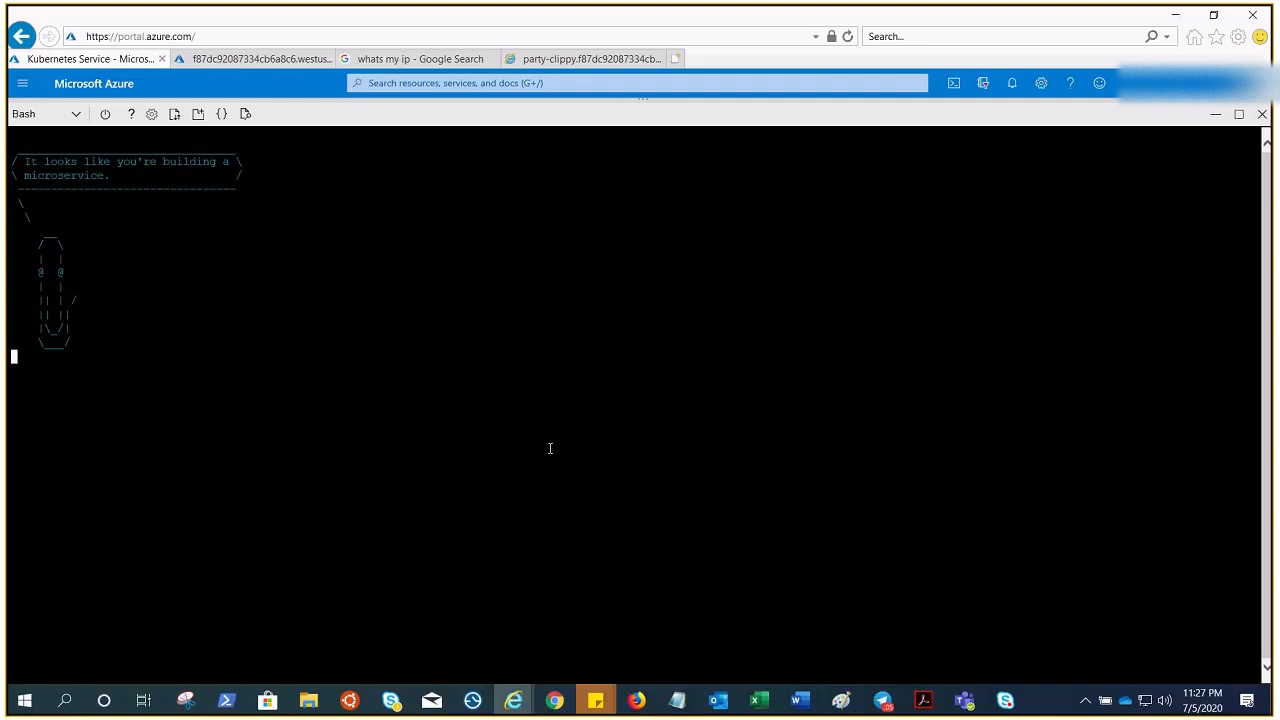 https://portal.azure.com/
Search...
Kubernetes Service - Micros...
f87dc92087334cb6a8c6.westus...
whats my ip - Google Search
party-clippy.f87dc92087334cb...
Microsoft Azure
Search resources, services, and docs (G+/)
Bash
It looks like you're building a
microservice.
11:27 PM
7/5/2020